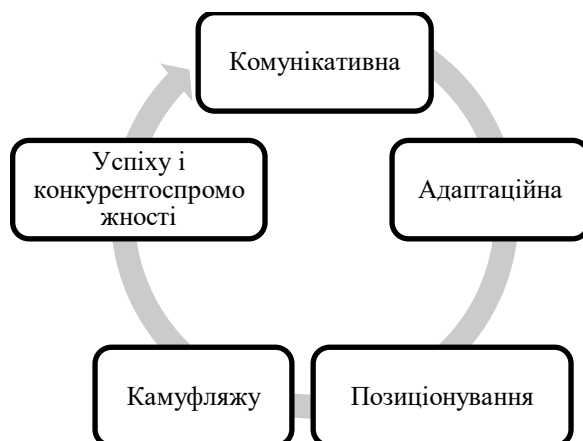 Комунікативна
Адаптаційна
Позиціонування
Камуфляжу
Успіху і
конкурентоспромо
жності